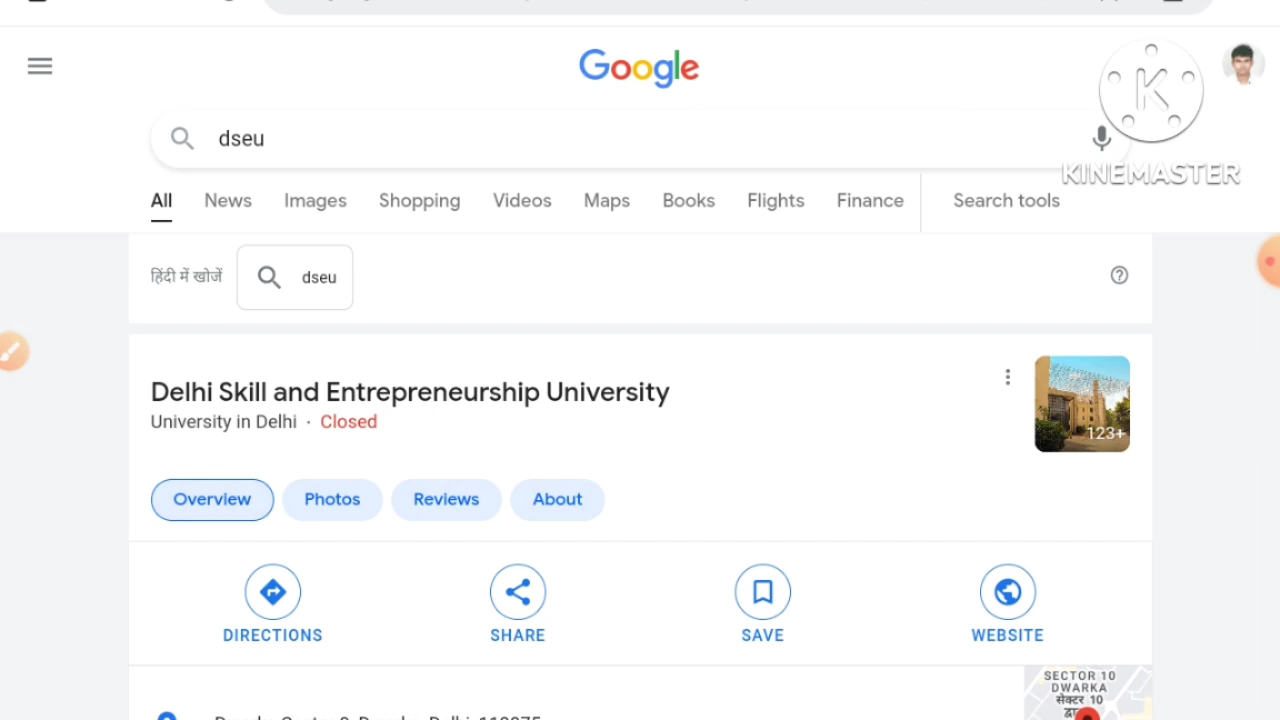 Google
K
KINEMASTER
dseu
All News Images Shopping Videos Maps Books Flights Finance Search tools
हिंदी में खोजें dseu
Delhi Skill and Entrepreneurship University
University in Delhi · Closed
123+
Overview Photos Reviews About
DIRECTIONS SHARE SAVE WEBSITE
SECTOR 10
DWARKA
सेक्टर 10